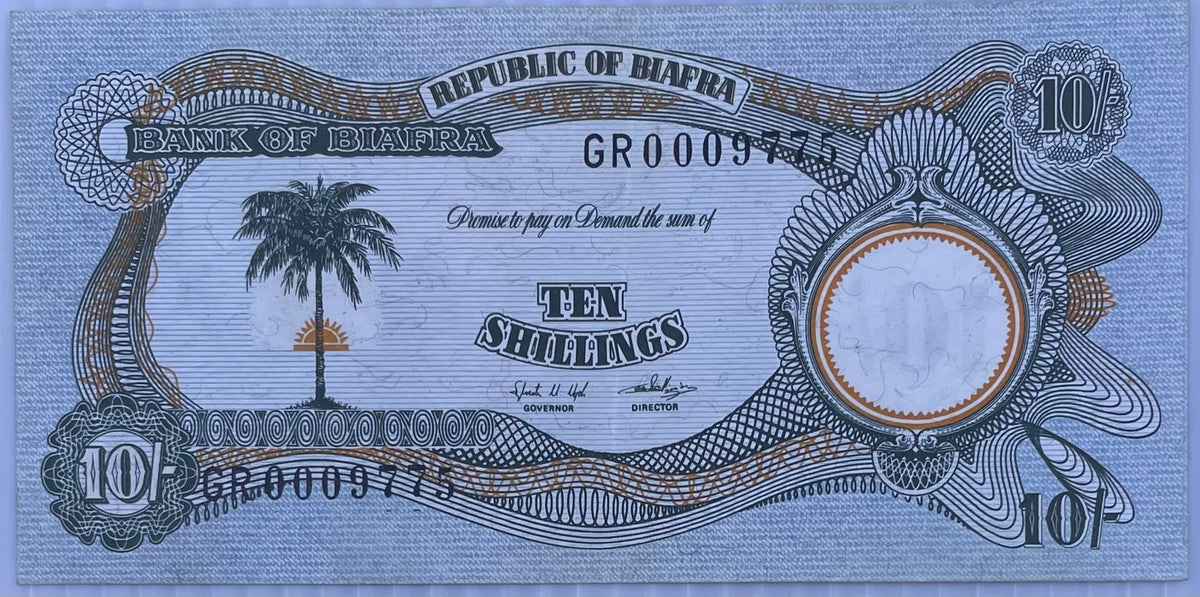 REPUBLIC OF BIAFRA
10/-
BANK OF BIAFRA
GR0009775
Promise to pay on Demand the sum of
TEN
SHILLINGS
GOVERNOR DIRECTOR
10/-
GR0009775
10/-